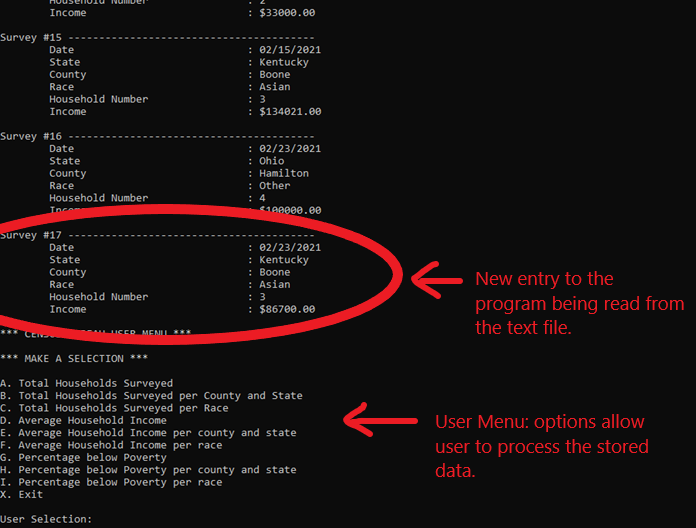 Household Number : 2
Income : $33000.00
Survey #15 ----------------------------------------
Date : 02/15/2021
State : Kentucky
County : Boone
Race : Asian
Household Number : 3
Income : $134021.00
Survey #16 ----------------------------------------
Date : 02/23/2021
State : Ohio
County : Hamilton
Race : Other
Household Number : 4
Income : $100000.00
Survey #17 ----------------------------------------
Date : 02/23/2021
State : Kentucky
County : Boone
Race : Asian
Household Number : 3
Income : $86700.00
New entry to the
program being read from
the text file.
USER MENU ***
*** MAKE A SELECTION ***
A. Total Households Surveyed
B. Total Households Surveyed per County and State
C. Total Households Surveyed per Race
D. Average Household Income
E. Average Household Income per county and state
F. Average Household Income per race
G. Percentage below Poverty
H. Percentage below Poverty per county and state
I. Percentage below Poverty per race
X. Exit
User Menu: options allow
user to process the stored
data.
User Selection: